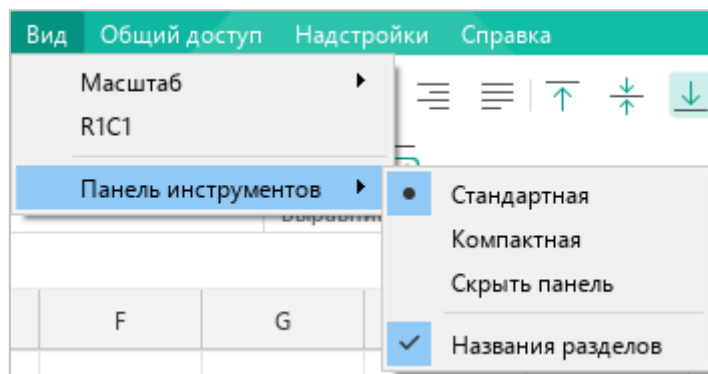 Вид Общий доступ Надстройки Справка
Масштаб
R1C1
Панель инструментов
Стандартная
Компактная
Скрыть панель
Названия разделов
F G